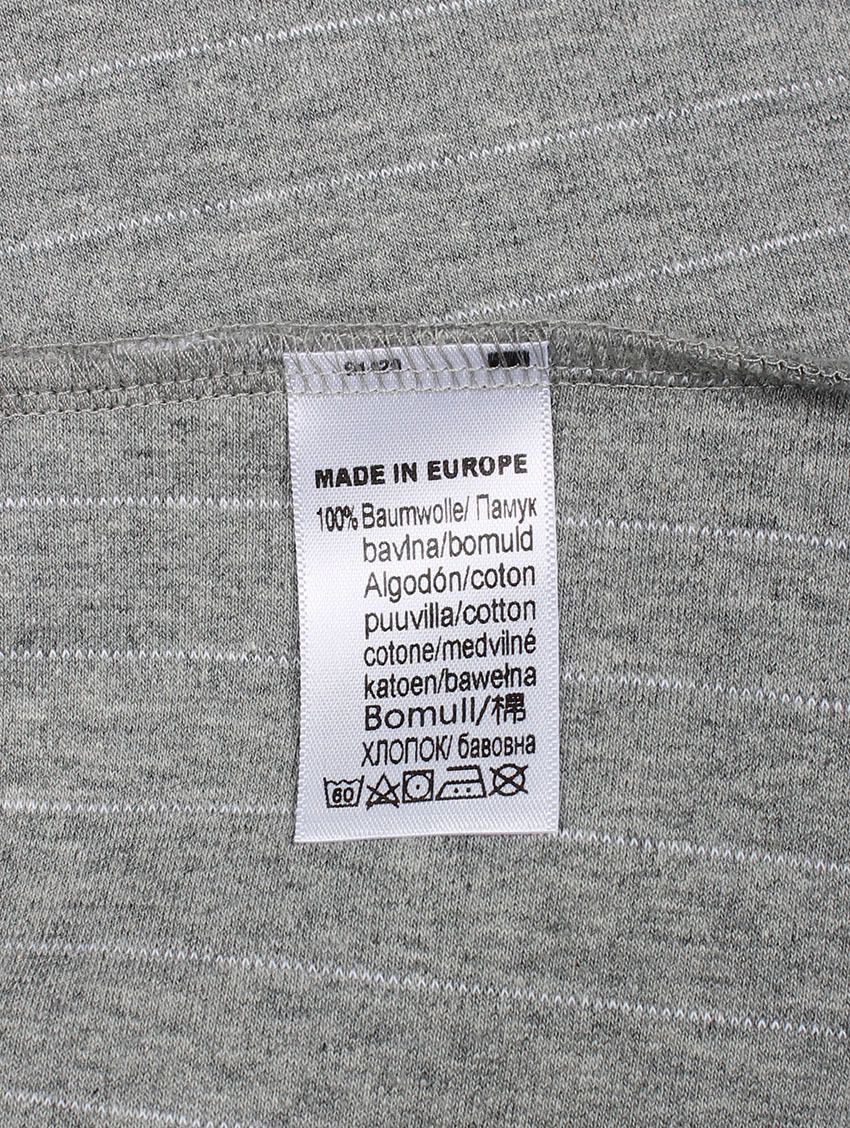 MADE IN EUROPE
100% Baumwolle/ Памук
bavlna/bomuld
Algodón/coton
puuvilla/cotton
cotone/medvilné
katoen/bawełna
Bomull/棉
ХЛОПОК/ бавовна
60